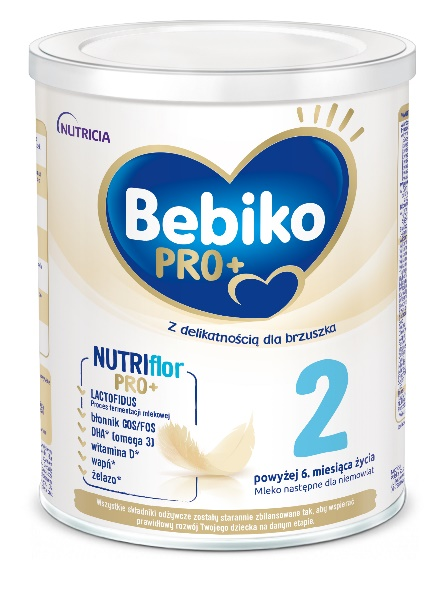 NUTRICIA
Bebiko
PRO+
Z delikatnością dla brzuszka
NUTRIflor
PRO+
LACTOFIDUS
Proces fermentacji mlekowej
błonnik GOS/FOS
DHA* (omega 3)
witamina D*
wapń*
żelazo*
2
powyżej 6. miesiąca życia
Mleko następne dla niemowląt
Wszystkie składniki odżywcze zostały starannie zbilansowane tak, aby wspierać
prawidłowy rozwój Twojego dziecka na danym etapie.